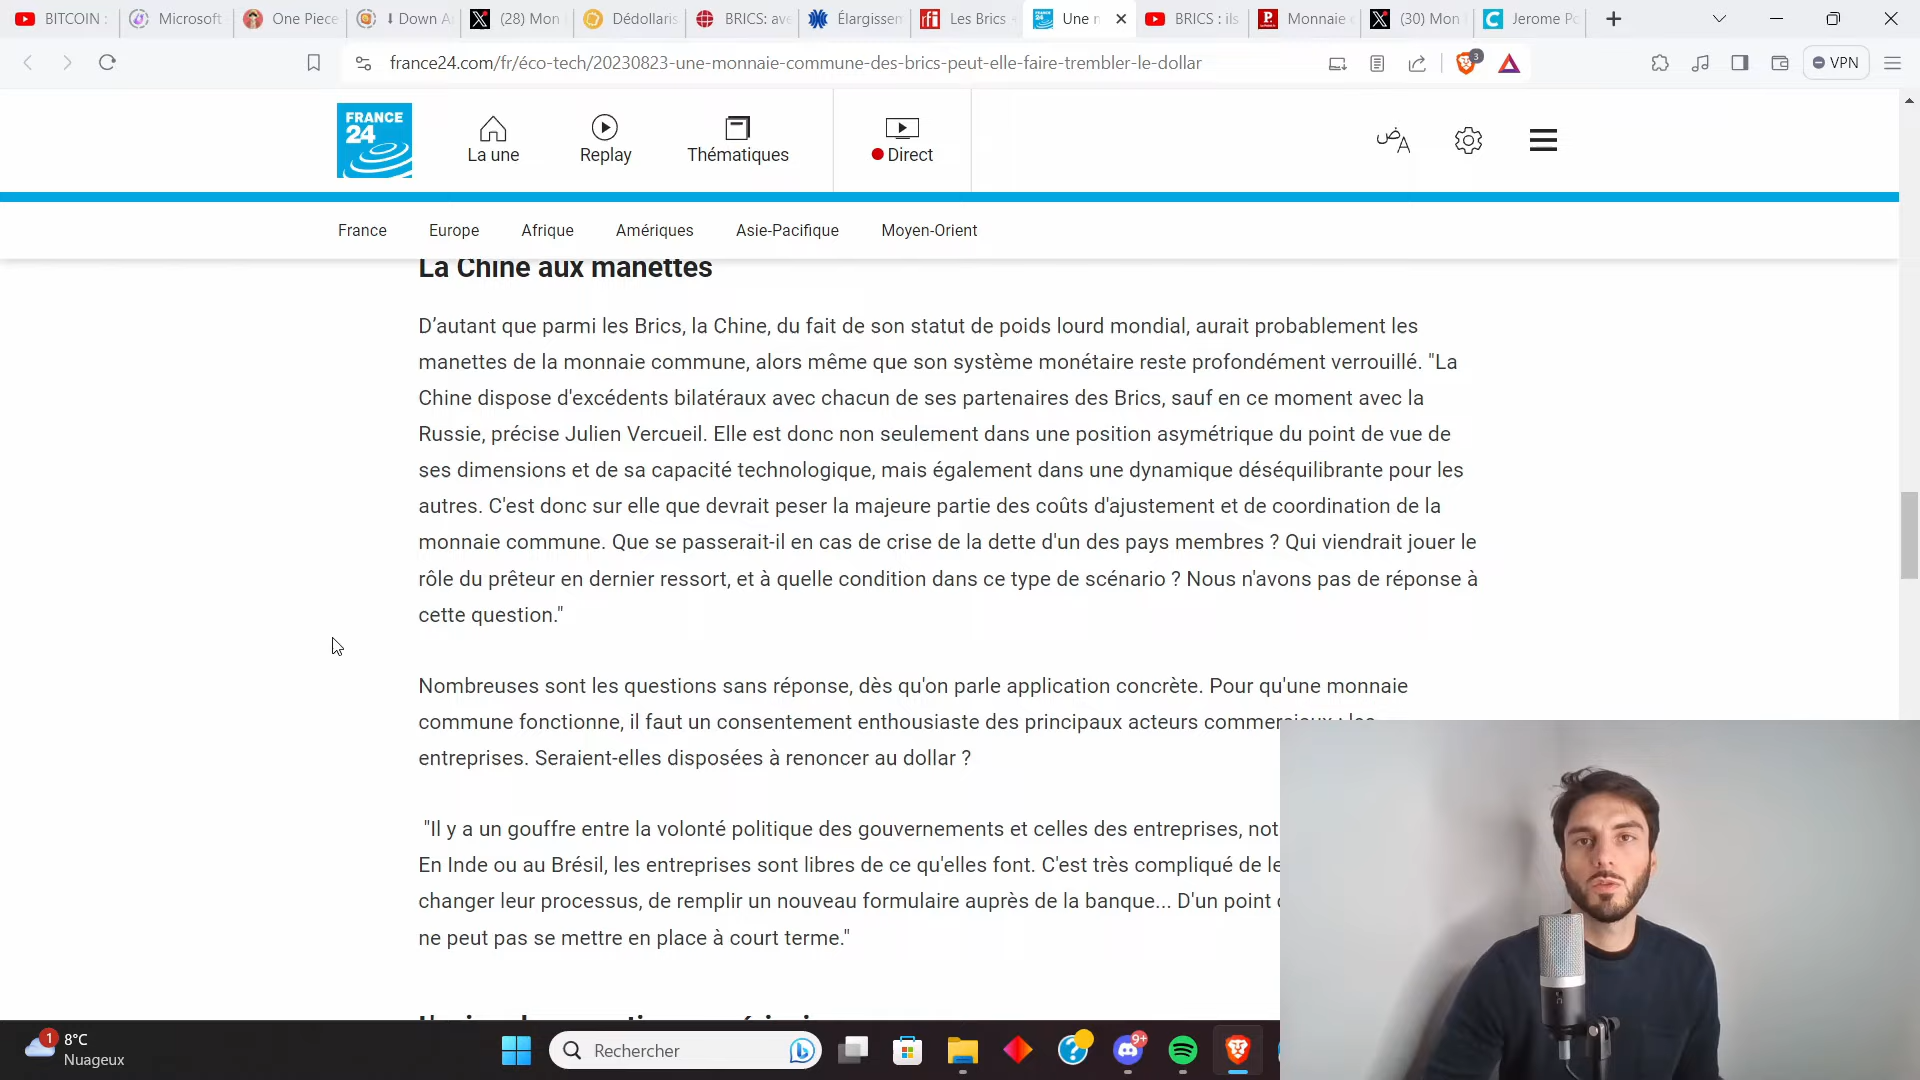 BITCOIN :
Microsoft
One Piece
Down A
(28) Mon
Dédollaris
BRICS: ave
Élargissem
rfi
Les Brics
Une
BRICS : ils
Monnaie
(30) Mon
Jerome Po
france24.com/fr/éco-tech/20230823-une-monnaie-commune-des-brics-peut-elle-faire-trembler-le-dollar
3
VPN
FRANCE
24
La une
Replay
Thématiques
Direct
ض A
France
Europe
Afrique
Amériques
Asie-Pacifique
Moyen-Orient
La Chine aux manettes
D’autant que parmi les Brics, la Chine, du fait de son statut de poids lourd mondial, aurait probablement les
manettes de la monnaie commune, alors même que son système monétaire reste profondément verrouillé. "La
Chine dispose d'excédents bilatéraux avec chacun de ses partenaires des Brics, sauf en ce moment avec la
Russie, précise Julien Vercueil. Elle est donc non seulement dans une position asymétrique du point de vue de
ses dimensions et de sa capacité technologique, mais également dans une dynamique déséquilibrante pour les
autres. C'est donc sur elle que devrait peser la majeure partie des coûts d'ajustement et de coordination de la
monnaie commune. Que se passerait-il en cas de crise de la dette d'un des pays membres ? Qui viendrait jouer le
rôle du prêteur en dernier ressort, et à quelle condition dans ce type de scénario ? Nous n'avons pas de réponse à
cette question."
Nombreuses sont les questions sans réponse, dès qu'on parle application concrète. Pour qu'une monnaie
commune fonctionne, il faut un consentement enthousiaste des principaux acteurs commerciaux : les
entreprises. Seraient-elles disposées à renoncer au dollar ?
"Il y a un gouffre entre la volonté politique des gouvernements et celles des entreprises, not
En Inde ou au Brésil, les entreprises sont libres de ce qu'elles font. C'est très compliqué de le
changer leur processus, de remplir un nouveau formulaire auprès de la banque... D'un point
ne peut pas se mettre en place à court terme."
1
8°C
Nuageux
Rechercher
9+